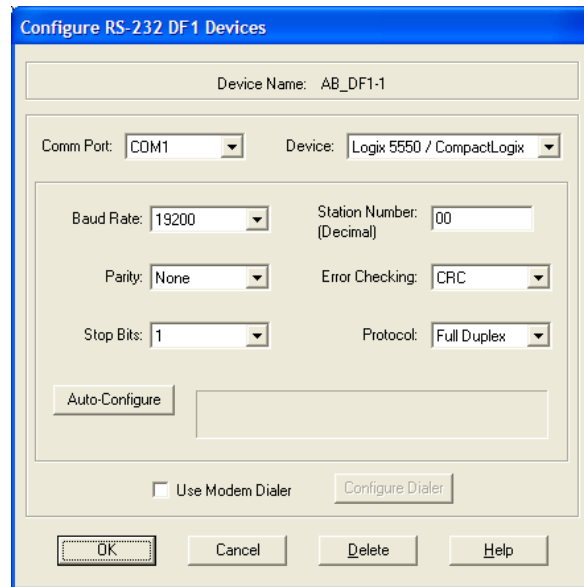 Configure RS-232 DF1 Devices
Device Name: AB_DF1-1
Comm Port: COM1 Device: Logix 5550 / CompactLogix
Baud Rate: 19200 Station Number: 00
(Decimal)
Parity: None Error Checking: CRC
Stop Bits: 1 Protocol: Full Duplex
Auto-Configure
Use Modem Dialer Configure Dialer
OK Cancel Delete Help